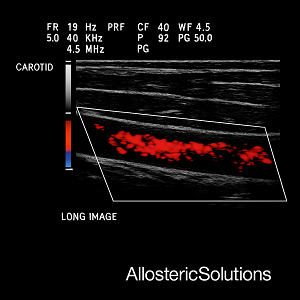 FR 19 Hz PRF CF 40 WF 4.5
5.0 40 KHz P 92 PG 50.0
4.5 MHz PG
CAROTID
LONG IMAGE
AllostericSolutions